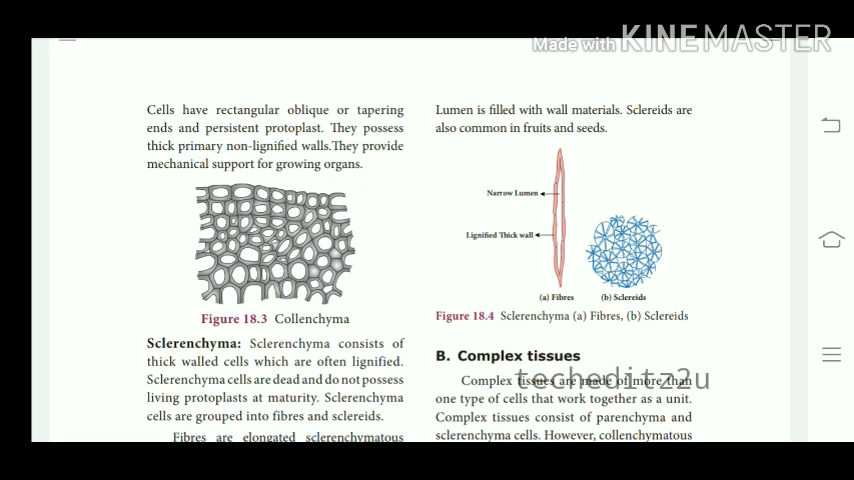 Made with KINEMASTER
Cells have rectangular oblique or tapering
ends and persistent protoplast. They possess
thick primary non-lignified walls.They provide
mechanical support for growing organs.
Figure 18.3 Collenchyma
Sclerenchyma: Sclerenchyma consists of
thick walled cells which are often lignified.
Sclerenchyma cells are dead and do not possess
living protoplasts at maturity. Sclerenchyma
cells are grouped into fibres and sclereids.
Fibres are elongated sclerenchymatous
Lumen is filled with wall materials. Sclereids are
also common in fruits and seeds.
Narrow Lumen
Lignified Thick wall
(a) Fibres (b) Sclereids
Figure 18.4 Sclerenchyma (a) Fibres, (b) Sclereids
B. Complex tissues
Complex tissues are made of more than
one type of cells that work together as a unit.
Complex tissues consist of parenchyma and
sclerenchyma cells. However, collenchymatous
techeditz2u